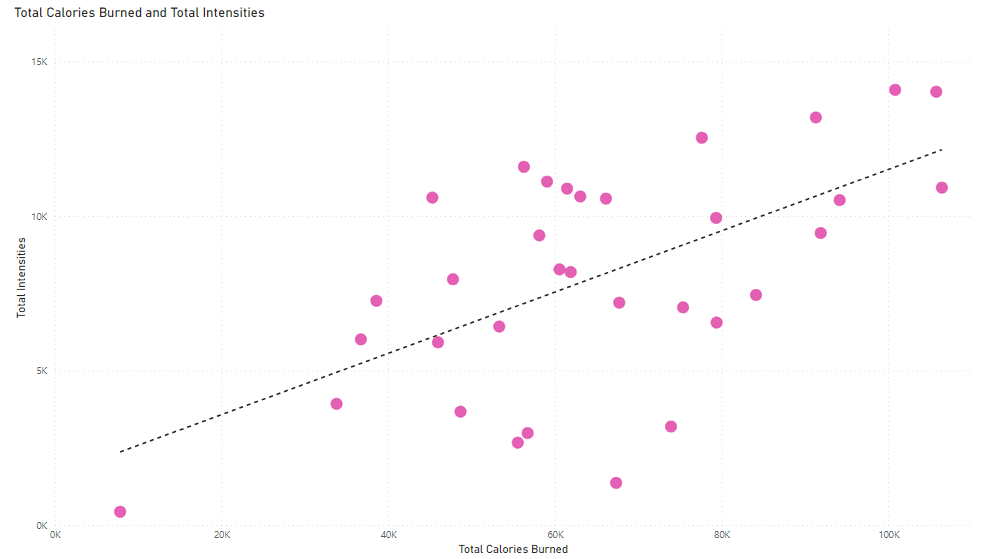 Total Calories Burned and Total Intensities
15K
10K
5K
0K
Total Intensities
0K 20K 40K 60K 80K 100K
Total Calories Burned